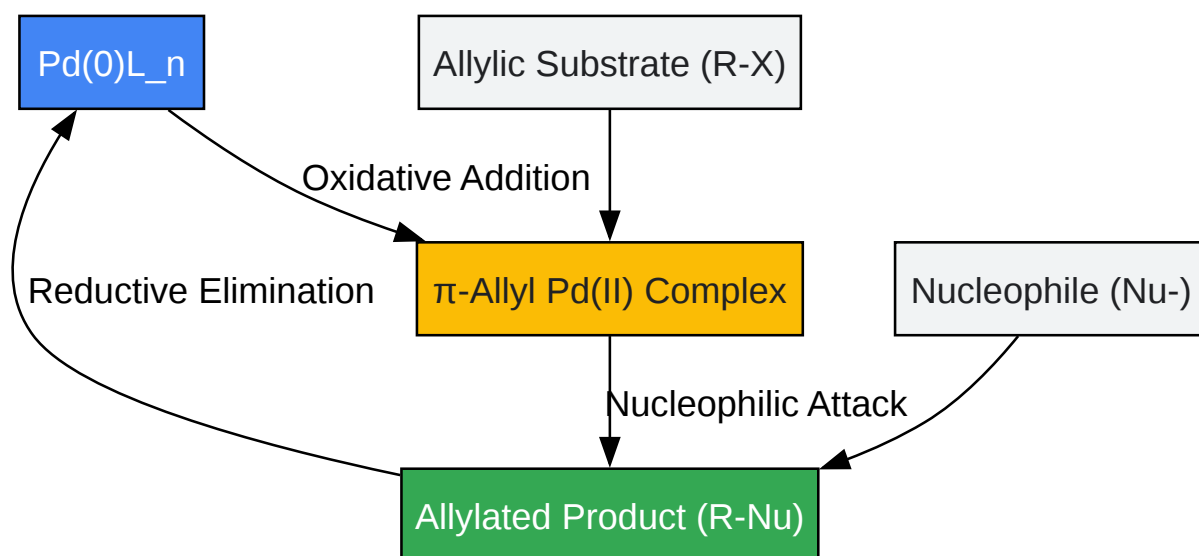 Pd(0)L_n
Allylic Substrate (R-X)
Oxidative Addition
π-Allyl Pd(II) Complex
Nucleophile (Nu-)
Reductive Elimination
Nucleophilic Attack
Allylated Product (R-Nu)